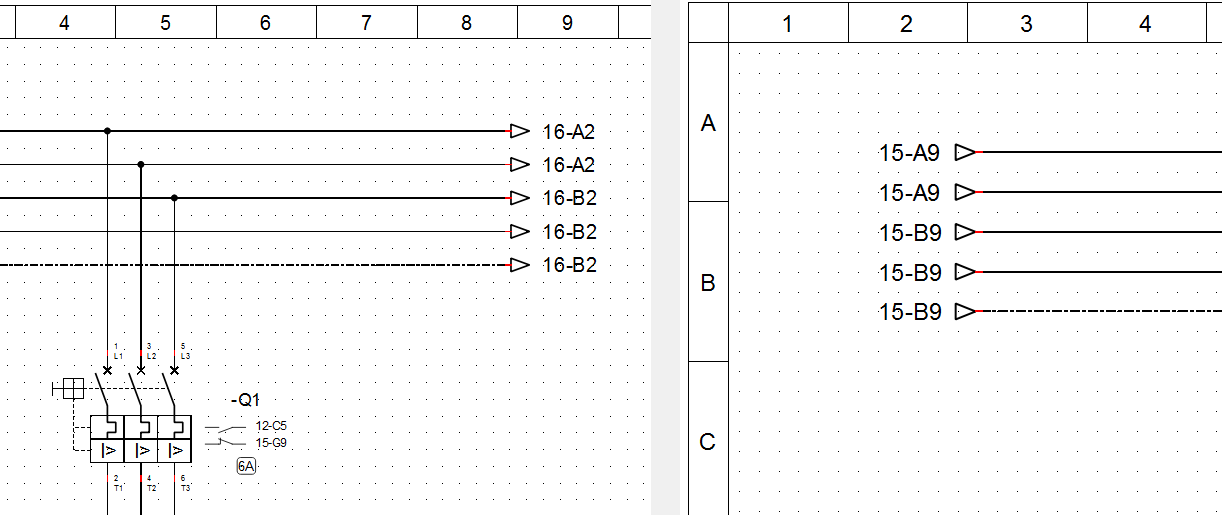 4 5 6 7 8 9
16-A2
16-A2
16-B2
16-B2
16-B2
1 3 5
L1 L2 L3
-Q1
12-C5
15-G9
6A
2 4 6
T1 T2 T3
1 2 3 4
A
15-A9
15-A9
15-B9
B
15-B9
15-B9
C